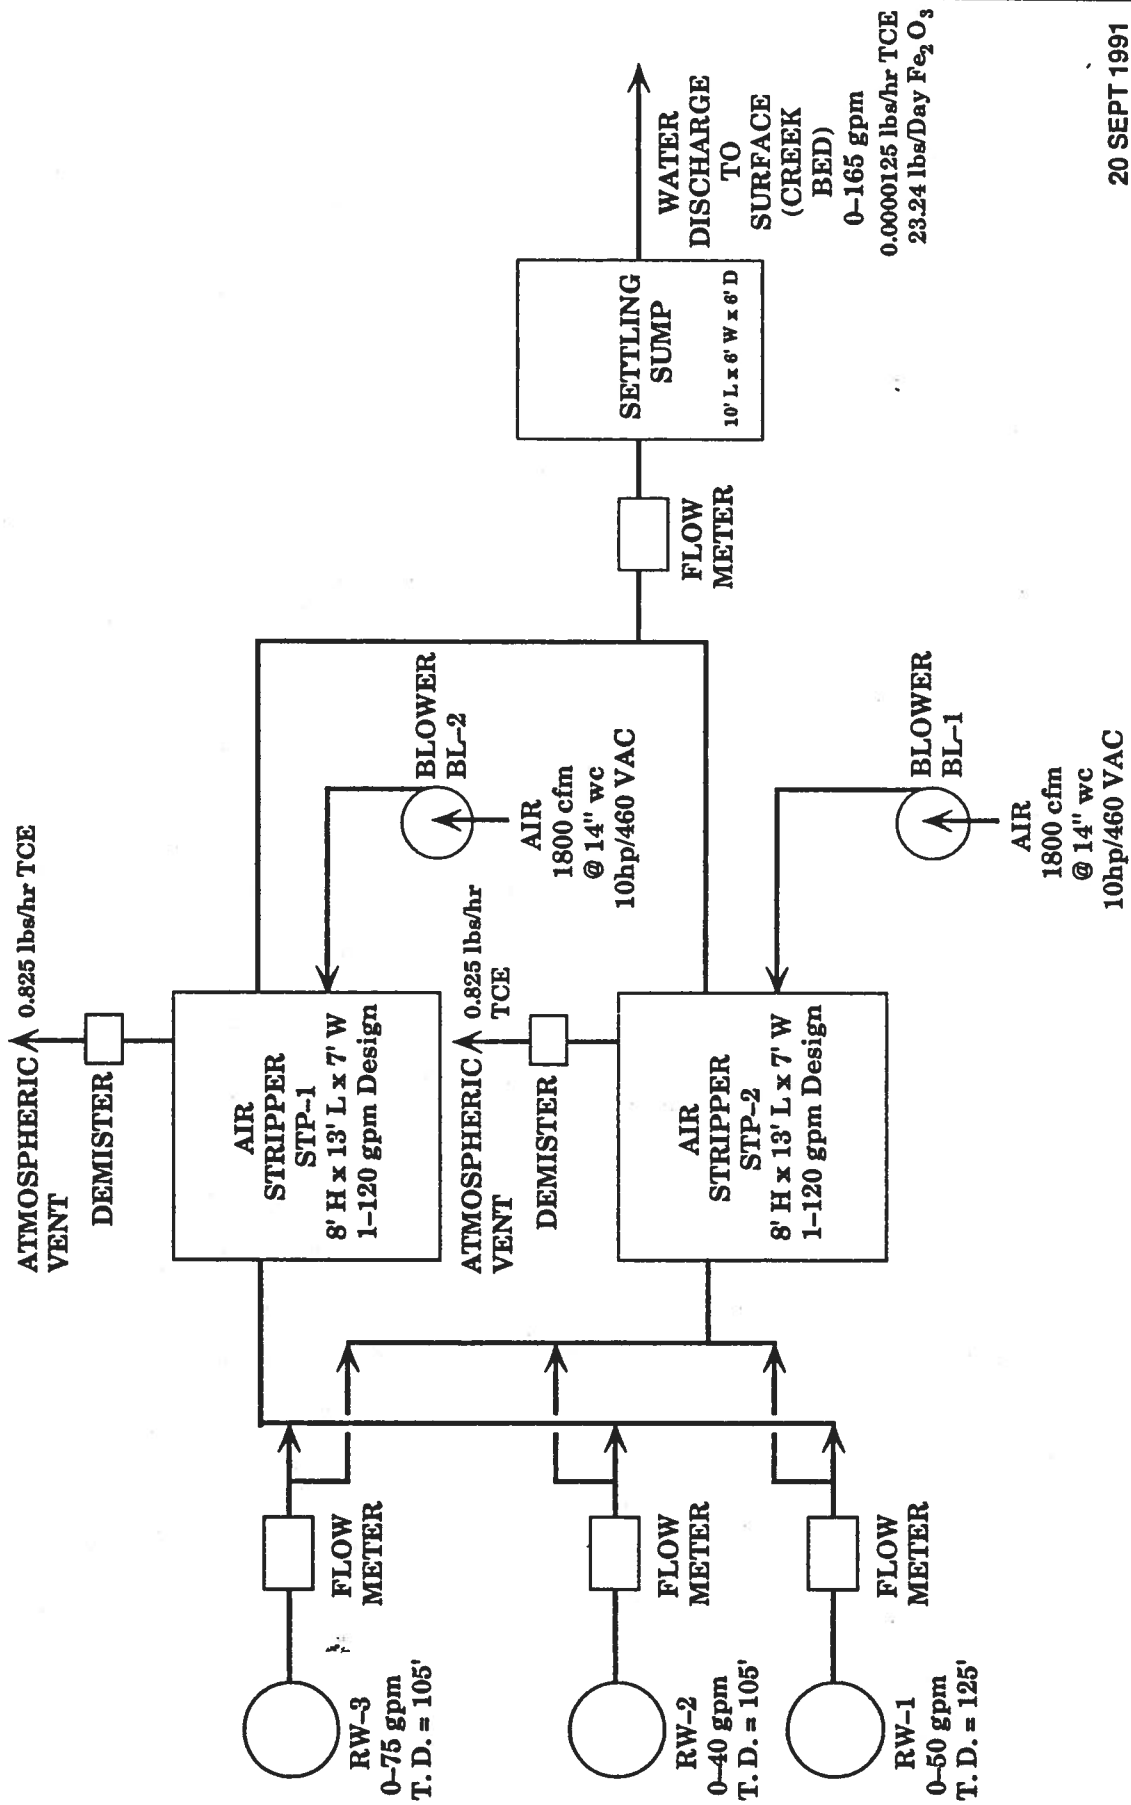 ATMOSPHERIC
VENT
0.825 lbs/hr TCE
DEMISTER
AIR
STRIPPER
STP-1
8' H x 13' L x 7' W
1-120 gpm Design
BLOWER
BL-2
AIR
1800 cfm
@ 14" wc
10hp/460 VAC
ATMOSPHERIC
VENT
0.825 lbs/hr
TCE
DEMISTER
AIR
STRIPPER
STP-2
8' H x 13' L x 7' W
1-120 gpm Design
BLOWER
BL-1
AIR
1800 cfm
@ 14" wc
10hp/460 VAC
RW-3
0-75 gpm
T. D. = 105'
FLOW
METER
RW-2
0-40 gpm
T. D. = 105'
FLOW
METER
RW-1
0-50 gpm
T. D. = 125'
FLOW
METER
FLOW
METER
SETTLING
SUMP
10' L x 6' W x 6' D
WATER
DISCHARGE
TO
SURFACE
(CREEK
BED)
0-165 gpm
0.0000125 lbs/hr TCE
23.24 lbs/Day Fe₂O₃
20 SEPT 1991